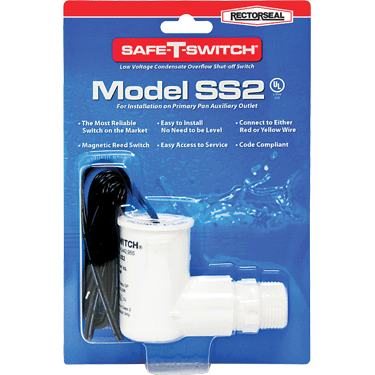 RECTORSEAL
SAFE-T-SWITCH®
Low Voltage Condensate Overflow Shut-off Switch
Model SS2
UL
For Installation on Primary Pan Auxiliary Outlet
• The Most Reliable Switch on the Market
• Magnetic Reed Switch
• Easy to Install No Need to be Level
• Easy Access to Service
• Connect to Either Red or Yellow Wire
• Code Compliant
WITCH®